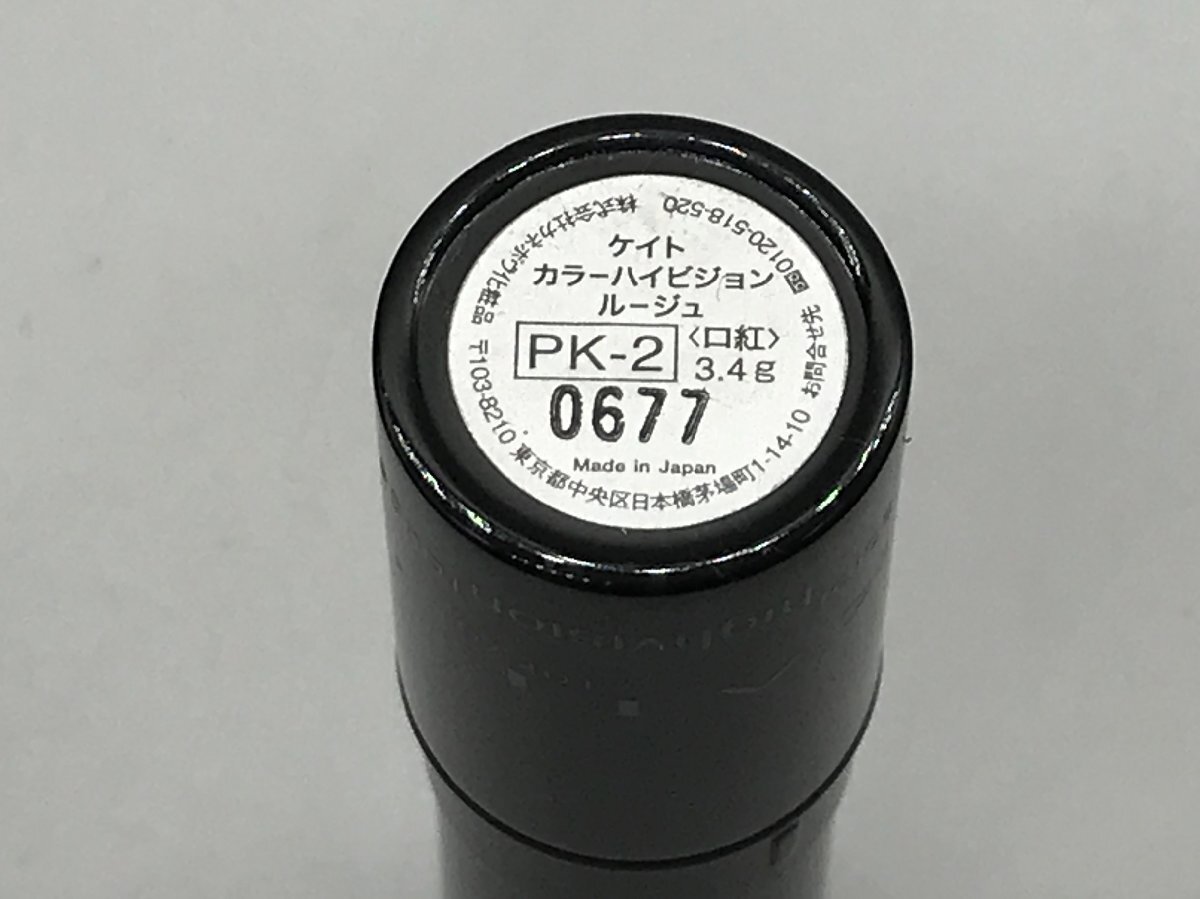 ケイト
カラーハイビジョン
ルージュ
PK-2 〈口紅〉
3.4g
0677
Made in Japan
株式会社カネボウ化粧品 〒103-8210 東京都中央区日本橋茅場町1-14-10 お問合せ先 0120-518-520